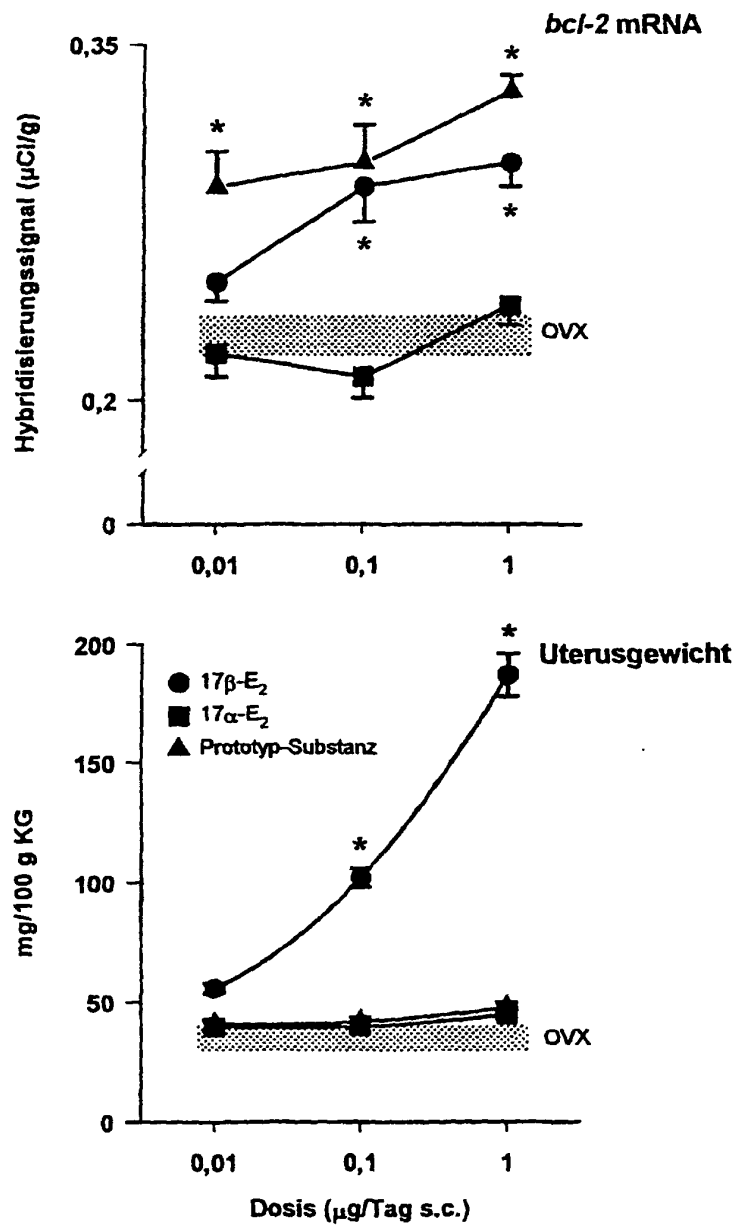 bcl-2 mRNA
0,35
*
*
*
*
*
Hybridisierungssignal (µCi/g)
OVX
0,2
0
0,01 0,1 1
200
*
Uterusgewicht
17β-E₂
17α-E₂
Prototyp-Substanz
150
*
mg/100 g KG
100
50
OVX
0
0,01 0,1 1
Dosis (µg/Tag s.c.)